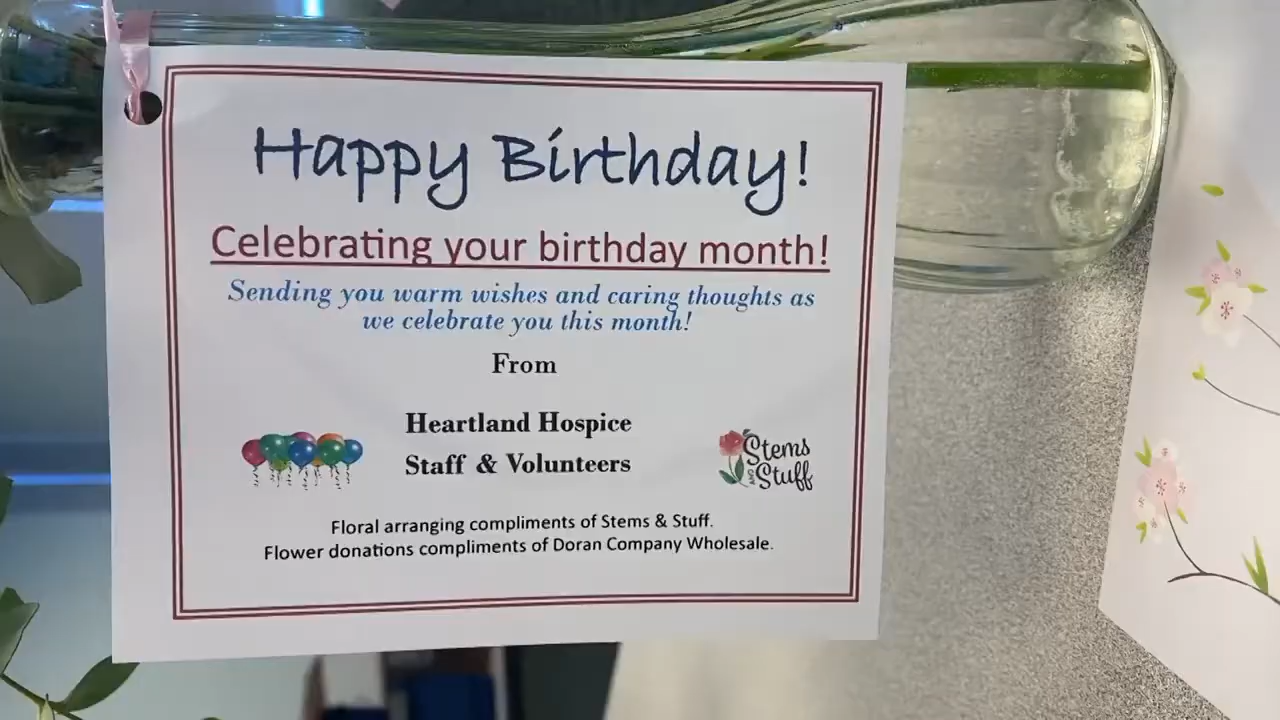 Happy Birthday!
Celebrating your birthday month!
Sending you warm wishes and caring thoughts as
we celebrate you this month!
From
Heartland Hospice
Staff & Volunteers
Stems
AND
Stuff
Floral arranging compliments of Stems & Stuff.
Flower donations compliments of Doran Company Wholesale.